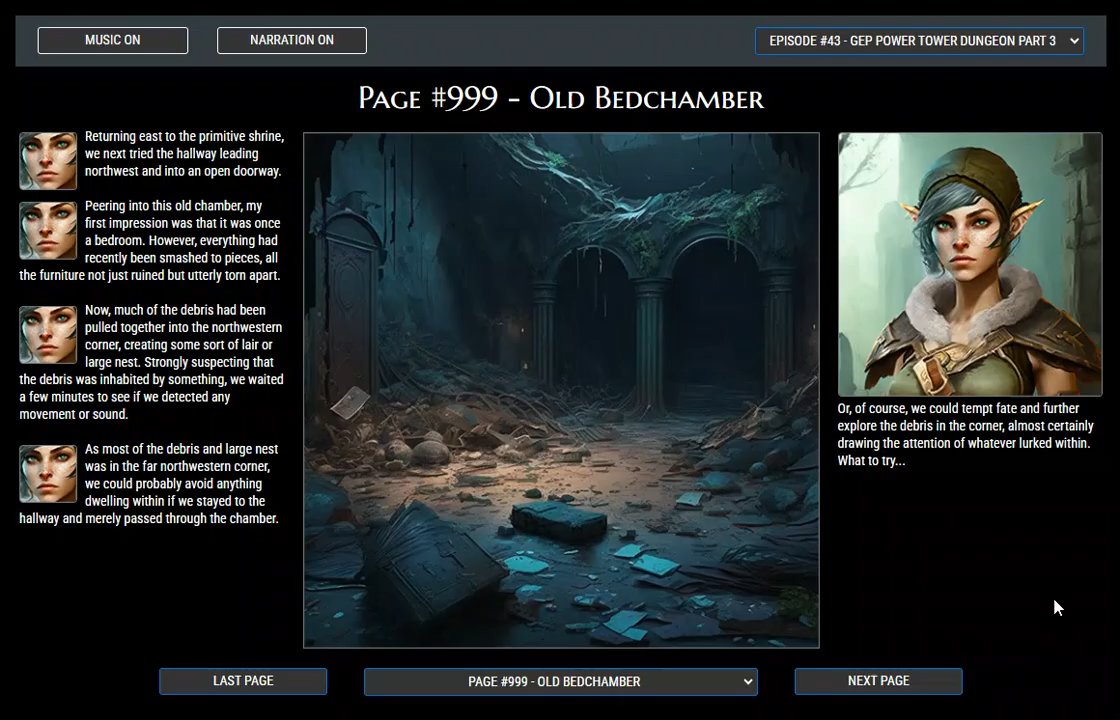 MUSIC ON
NARRATION ON
EPISODE #43 - GEP POWER TOWER DUNGEON PART 3
Page #999 - Old Bedchamber
Returning east to the primitive shrine,
we next tried the hallway leading
northwest and into an open doorway.
Peering into this old chamber, my
first impression was that it was once
a bedroom. However, everything had
recently been smashed to pieces, all
the furniture not just ruined but utterly torn apart.
Now, much of the debris had been
pulled together into the northwestern
corner, creating some sort of lair or
large nest. Strongly suspecting that
the debris was inhabited by something, we waited
a few minutes to see if we detected any
movement or sound.
As most of the debris and large nest
was in the far northwestern corner,
we could probably avoid anything
dwelling within if we stayed to the
hallway and merely passed through the chamber.
Or, of course, we could tempt fate and further
explore the debris in the corner, almost certainly
drawing the attention of whatever lurked within.
What to try...
LAST PAGE
PAGE #999 - OLD BEDCHAMBER
NEXT PAGE